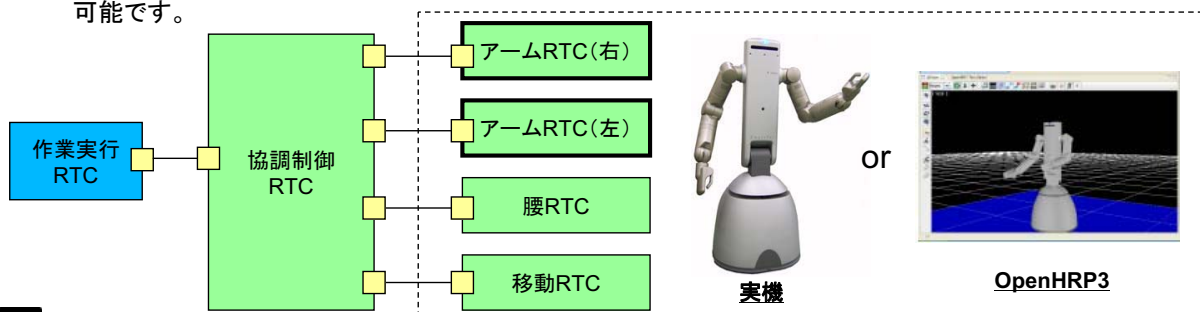 可能です。
作業実行
RTC
協調制御
RTC
アームRTC(右)
アームRTC(左)
腰RTC
移動RTC
実機
or
OpenHRP3